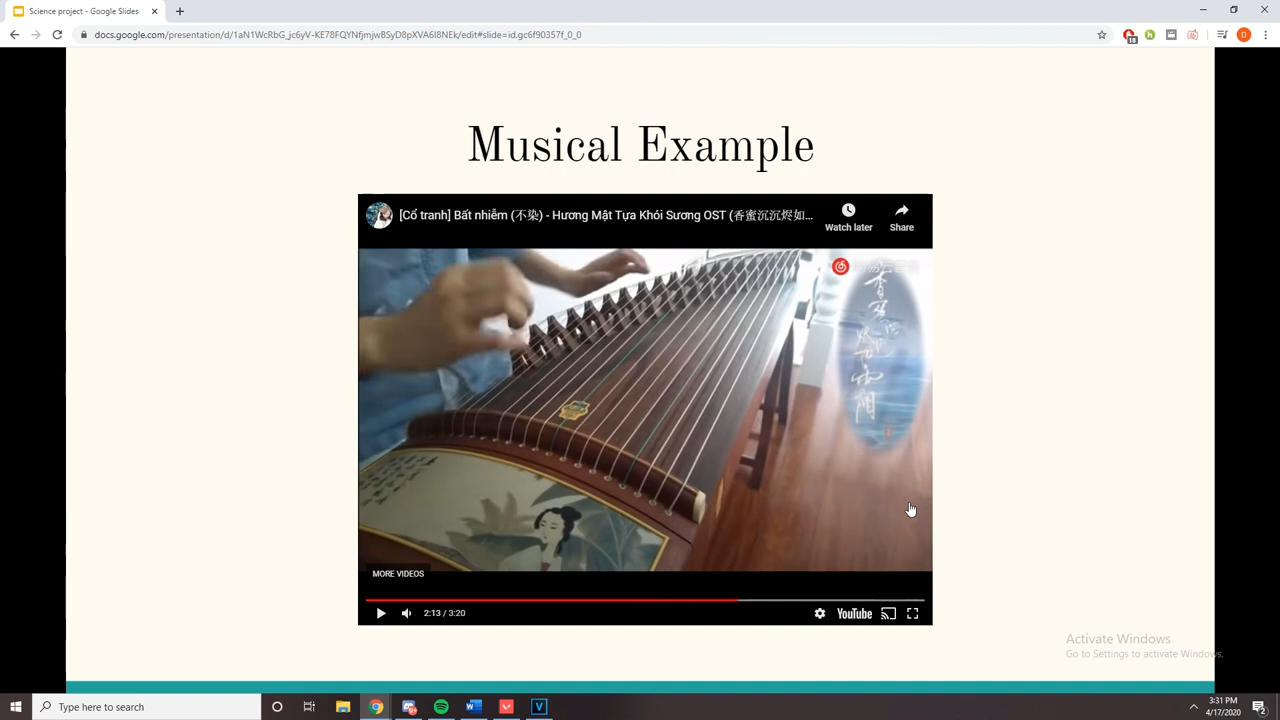 Science project - Google Slides
docs.google.com/presentation/d/1aN1WcRbG_jc6yV-KE78FQYNfjmjwBSyD8pXVA6I8NEk/edit#slide=id.gc6f90357f_0_0
18
D
Musical Example
[Cổ tranh] Bất nhiễm (不染) - Hương Mật Tựa Khói Sương OST (香蜜沉沉烬如...
Watch later
Share
MORE VIDEOS
2:13 / 3:20
YouTube
Activate Windows
Go to Settings to activate Windows.
Type here to search
3:31 PM
4/17/2020
2